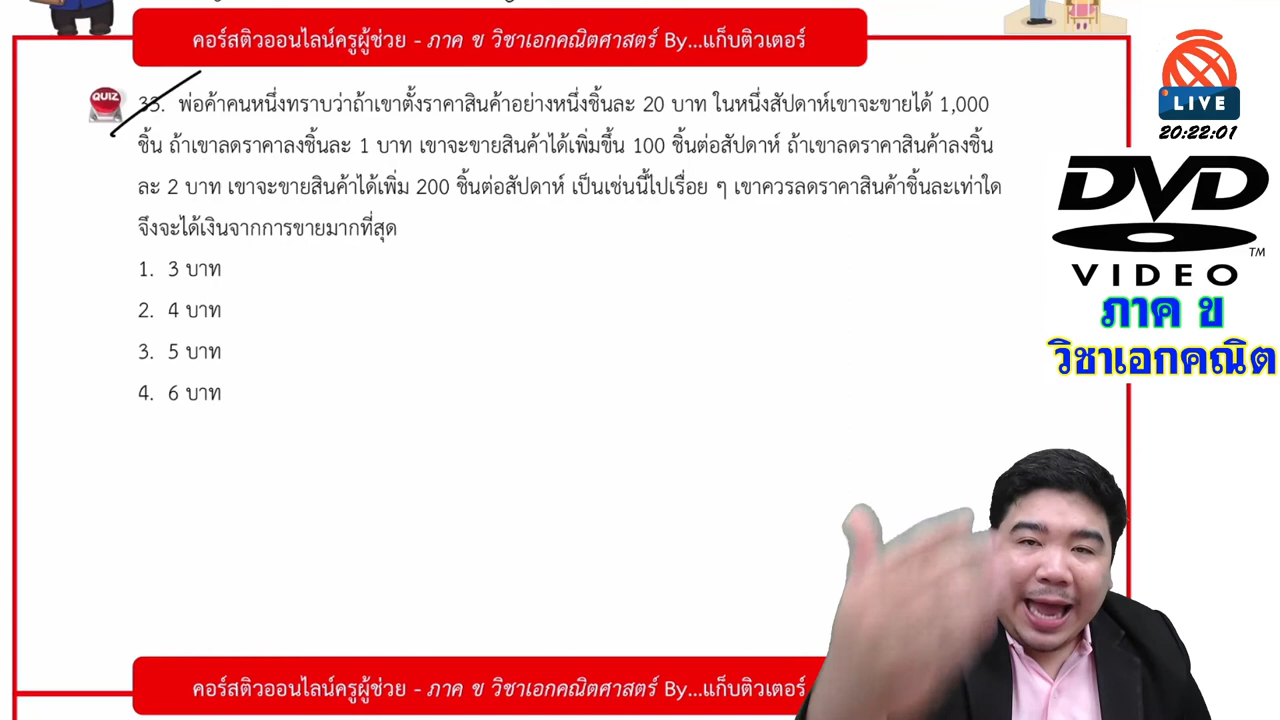 คอร์สติวออนไลน์ครูผู้ช่วย - ภาค ข วิชาเอกคณิตศาสตร์ By...แก็บติวเตอร์
QUIZ
33. พ่อค้าคนหนึ่งทราบว่าถ้าเขาตั้งราคาสินค้าอย่างหนึ่งชิ้นละ 20 บาท ในหนึ่งสัปดาห์เขาจะขายได้ 1,000
ชิ้น ถ้าเขาลดราคาลงชิ้นละ 1 บาท เขาจะขายสินค้าได้เพิ่มขึ้น 100 ชิ้นต่อสัปดาห์ ถ้าเขาลดราคาสินค้าลงชิ้น
ละ 2 บาท เขาจะขายสินค้าได้เพิ่ม 200 ชิ้นต่อสัปดาห์ เป็นเช่นนี้ไปเรื่อย ๆ เขาควรลดราคาสินค้าชิ้นละเท่าใด
จึงจะได้เงินจากการขายมากที่สุด
1. 3 บาท
2. 4 บาท
3. 5 บาท
4. 6 บาท
LIVE
20:22:01
DVD
TM
VIDEO
ภาค ข
วิชาเอกคณิต
คอร์สติวออนไลน์ครูผู้ช่วย - ภาค ข วิชาเอกคณิตศาสตร์ By...แก็บติวเตอร์